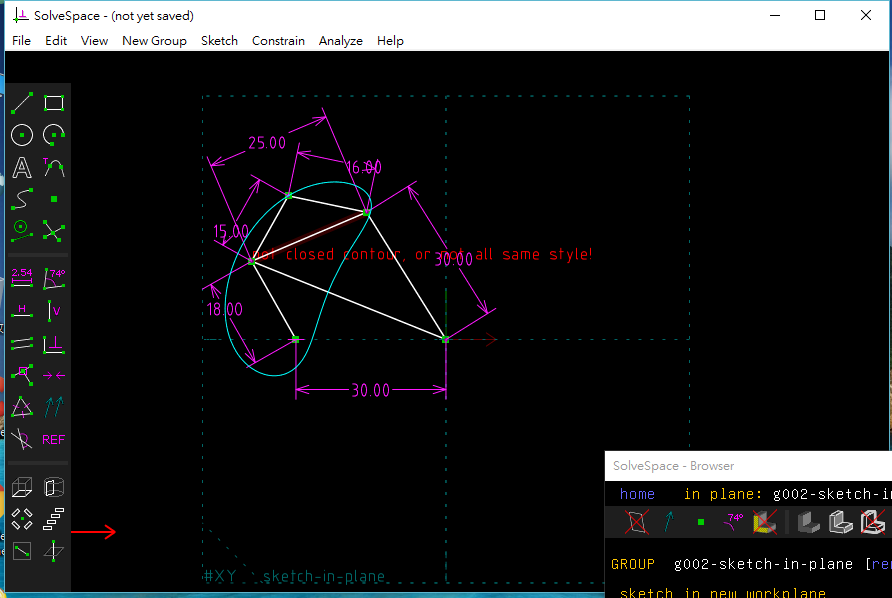 SolveSpace - (not yet saved)
File Edit View New Group Sketch Constrain Analyze Help
25.00
16.00
15.00
not closed contour, or not all same style!
30.00
18.00
30.00
2.54 74°
H V
REF
#XY sketch-in-plane
SolveSpace - Browser
home in plane: g002-sketch-in
74°
GROUP g002-sketch-in-plane [re
sketch in new workplane